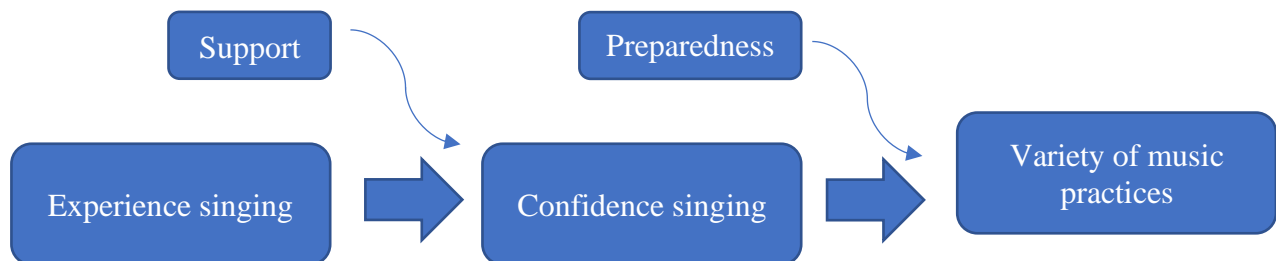 Support
Preparedness
Experience singing
Confidence singing
Variety of music
practices